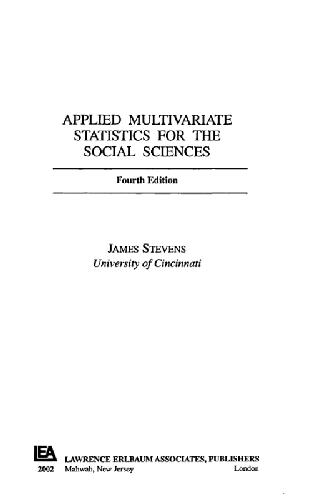 APPLIED MULTIVARIATE
STATISTICS FOR THE
SOCIAL SCIENCES
Fourth Edition
JAMES STEVENS
University of Cincinnati
LEA
LAWRENCE ERLBAUM ASSOCIATES, PUBLISHERS
2002 Mahwah, New Jersey London